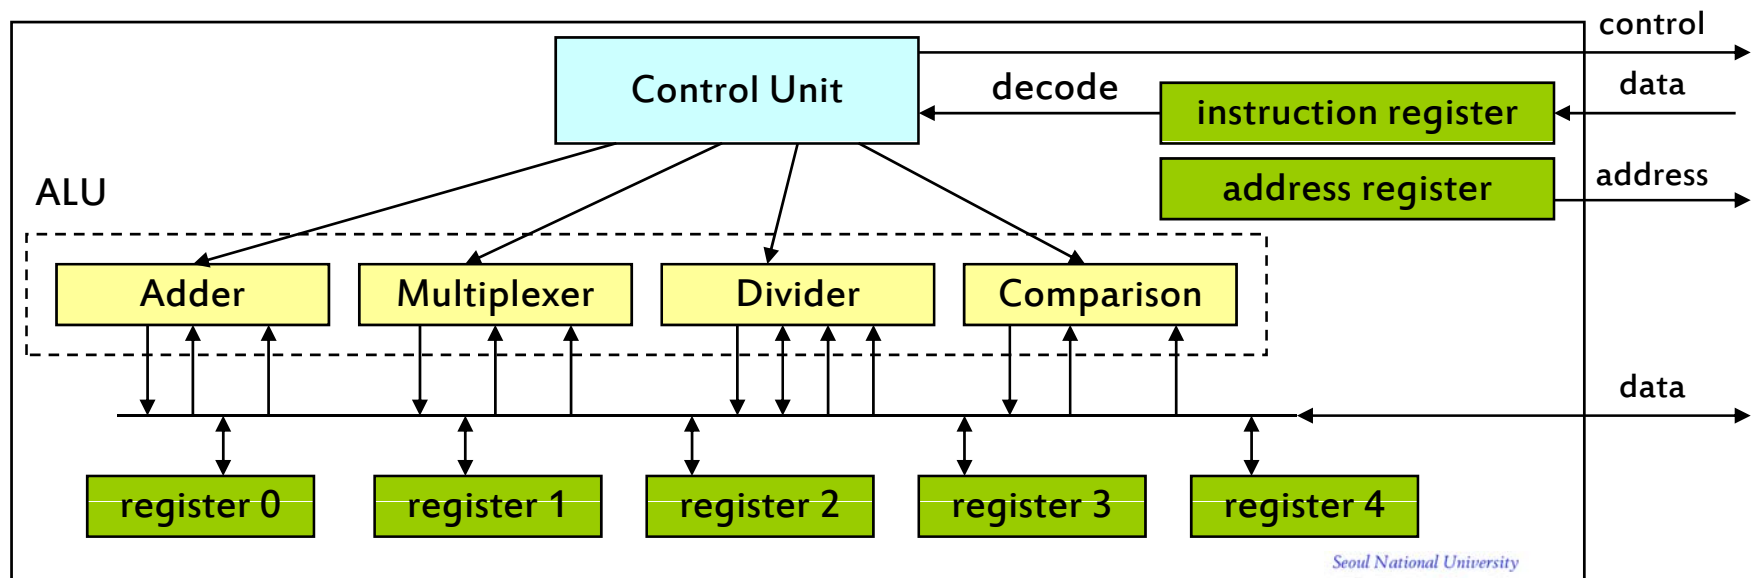 control
Control Unit
decode
data
instruction register
ALU
address register
address
Adder
Multiplexer
Divider
Comparison
data
register 0
register 1
register 2
register 3
register 4
Seoul National University